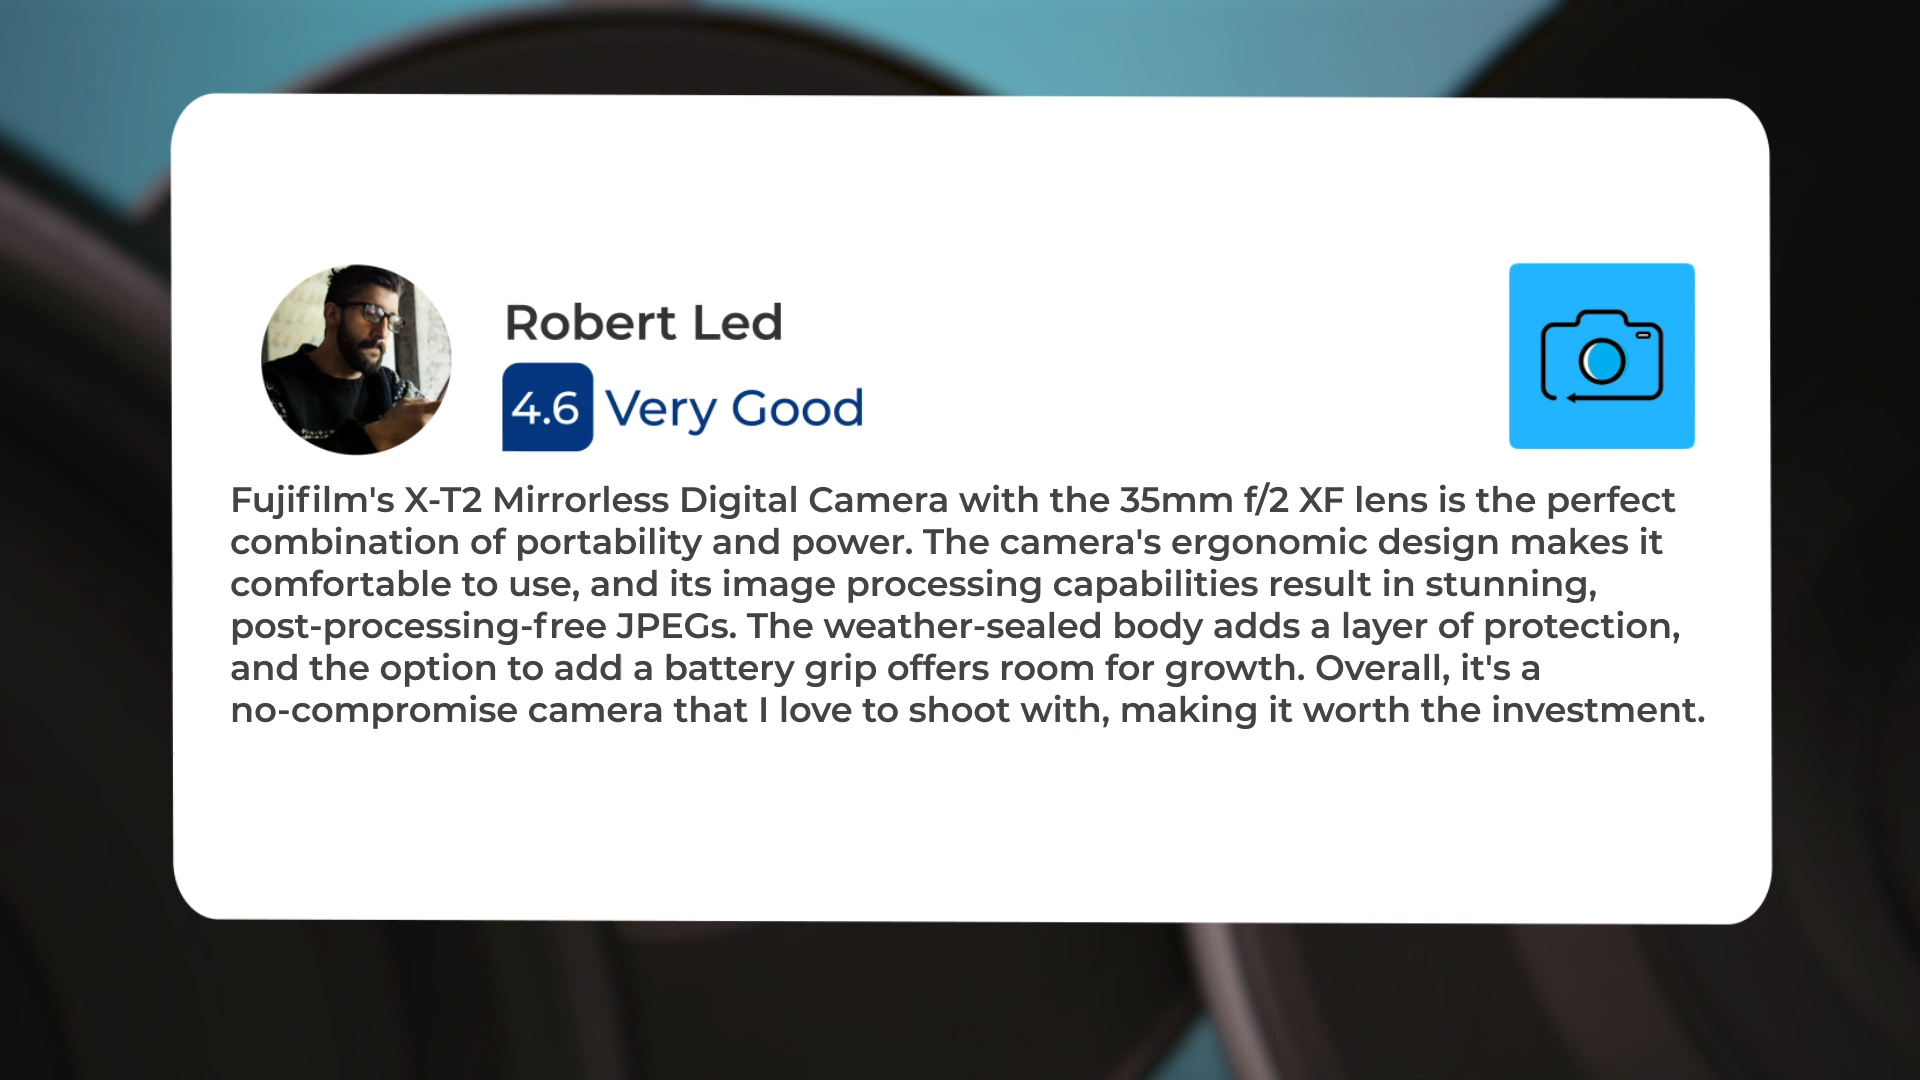 Robert Led
4.6 Very Good
Fujifilm's X-T2 Mirrorless Digital Camera with the 35mm f/2 XF lens is the perfect
combination of portability and power. The camera's ergonomic design makes it
comfortable to use, and its image processing capabilities result in stunning,
post-processing-free JPEGs. The weather-sealed body adds a layer of protection,
and the option to add a battery grip offers room for growth. Overall, it's a
no-compromise camera that I love to shoot with, making it worth the investment.